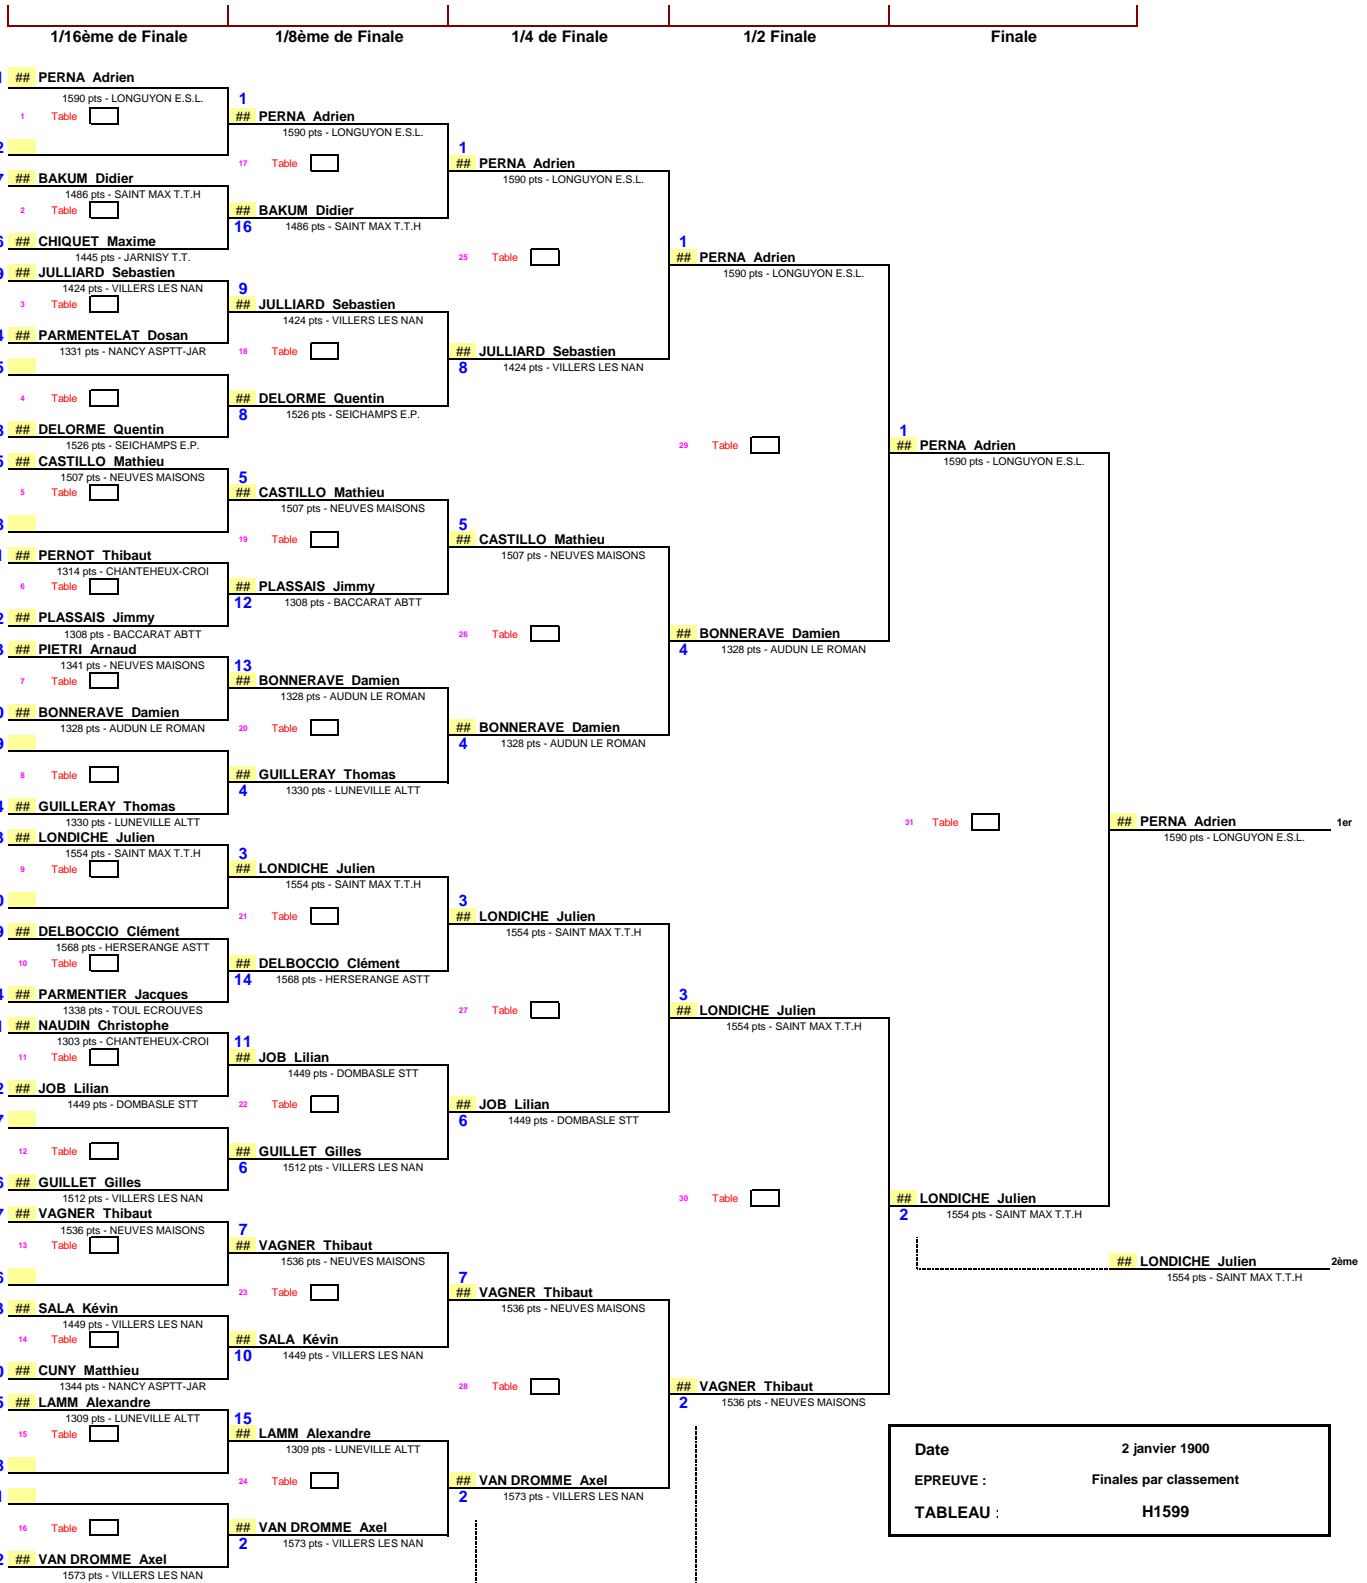 1/16ème de Finale
1/8ème de Finale
1/4 de Finale
1/2 Finale
Finale
## PERNA Adrien
1590 pts - LONGUYON E.S.L.
1 Table
## BAKUM Didier
1486 pts - SAINT MAX T.T.H
2 Table
## CHIQUET Maxime
1445 pts - JARNISY T.T.
## JULLIARD Sebastien
1424 pts - VILLERS LES NAN
3 Table
## PARMENTELAT Dosan
1331 pts - NANCY ASPTT-JAR
4 Table
## DELORME Quentin
1526 pts - SEICHAMPS E.P.
## CASTILLO Mathieu
1507 pts - NEUVES MAISONS
5 Table
## PERNOT Thibaut
1314 pts - CHANTEHEUX-CROI
6 Table
## PLASSAIS Jimmy
1308 pts - BACCARAT ABTT
## PIETRI Arnaud
1341 pts - NEUVES MAISONS
7 Table
## BONNERAVE Damien
1328 pts - AUDUN LE ROMAN
8 Table
## GUILLERAY Thomas
1330 pts - LUNEVILLE ALTT
## LONDICHE Julien
1554 pts - SAINT MAX T.T.H
9 Table
## DELBOCCIO Clément
1568 pts - HERSERANGE ASTT
10 Table
## PARMENTIER Jacques
1338 pts - TOUL ECROUVES
## NAUDIN Christophe
1303 pts - CHANTEHEUX-CROI
11 Table
## JOB Lilian
1449 pts - DOMBASLE STT
12 Table
## GUILLET Gilles
1512 pts - VILLERS LES NAN
## VAGNER Thibaut
1536 pts - NEUVES MAISONS
13 Table
## SALA Kévin
1449 pts - VILLERS LES NAN
14 Table
## CUNY Matthieu
1344 pts - NANCY ASPTT-JAR
## LAMM Alexandre
1309 pts - LUNEVILLE ALTT
15 Table
16 Table
## VAN DROMME Axel
1573 pts - VILLERS LES NAN
1
## PERNA Adrien
1590 pts - LONGUYON E.S.L.
17 Table
## BAKUM Didier
16 1486 pts - SAINT MAX T.T.H
9
## JULLIARD Sebastien
1424 pts - VILLERS LES NAN
18 Table
## DELORME Quentin
8 1526 pts - SEICHAMPS E.P.
5
## CASTILLO Mathieu
1507 pts - NEUVES MAISONS
19 Table
## PLASSAIS Jimmy
12 1308 pts - BACCARAT ABTT
13
## BONNERAVE Damien
1328 pts - AUDUN LE ROMAN
20 Table
## GUILLERAY Thomas
4 1330 pts - LUNEVILLE ALTT
3
## LONDICHE Julien
1554 pts - SAINT MAX T.T.H
21 Table
## DELBOCCIO Clément
14 1568 pts - HERSERANGE ASTT
11
## JOB Lilian
1449 pts - DOMBASLE STT
22 Table
## GUILLET Gilles
6 1512 pts - VILLERS LES NAN
7
## VAGNER Thibaut
1536 pts - NEUVES MAISONS
23 Table
## SALA Kévin
10 1449 pts - VILLERS LES NAN
15
## LAMM Alexandre
1309 pts - LUNEVILLE ALTT
24 Table
## VAN DROMME Axel
2 1573 pts - VILLERS LES NAN
1
## PERNA Adrien
1590 pts - LONGUYON E.S.L.
25 Table
## JULLIARD Sebastien
8 1424 pts - VILLERS LES NAN
5
## CASTILLO Mathieu
1507 pts - NEUVES MAISONS
26 Table
## BONNERAVE Damien
4 1328 pts - AUDUN LE ROMAN
3
## LONDICHE Julien
1554 pts - SAINT MAX T.T.H
27 Table
## JOB Lilian
6 1449 pts - DOMBASLE STT
7
## VAGNER Thibaut
1536 pts - NEUVES MAISONS
28 Table
## VAN DROMME Axel
2 1573 pts - VILLERS LES NAN
1
## PERNA Adrien
1590 pts - LONGUYON E.S.L.
29 Table
## BONNERAVE Damien
4 1328 pts - AUDUN LE ROMAN
3
## LONDICHE Julien
1554 pts - SAINT MAX T.T.H
30 Table
## VAGNER Thibaut
2 1536 pts - NEUVES MAISONS
1
## PERNA Adrien
1590 pts - LONGUYON E.S.L.
31 Table
## LONDICHE Julien
2 1554 pts - SAINT MAX T.T.H
## PERNA Adrien 1er
1590 pts - LONGUYON E.S.L.
## LONDICHE Julien 2ème
1554 pts - SAINT MAX T.T.H
Date 2 janvier 1900
EPREUVE : Finales par classement
TABLEAU : H1599